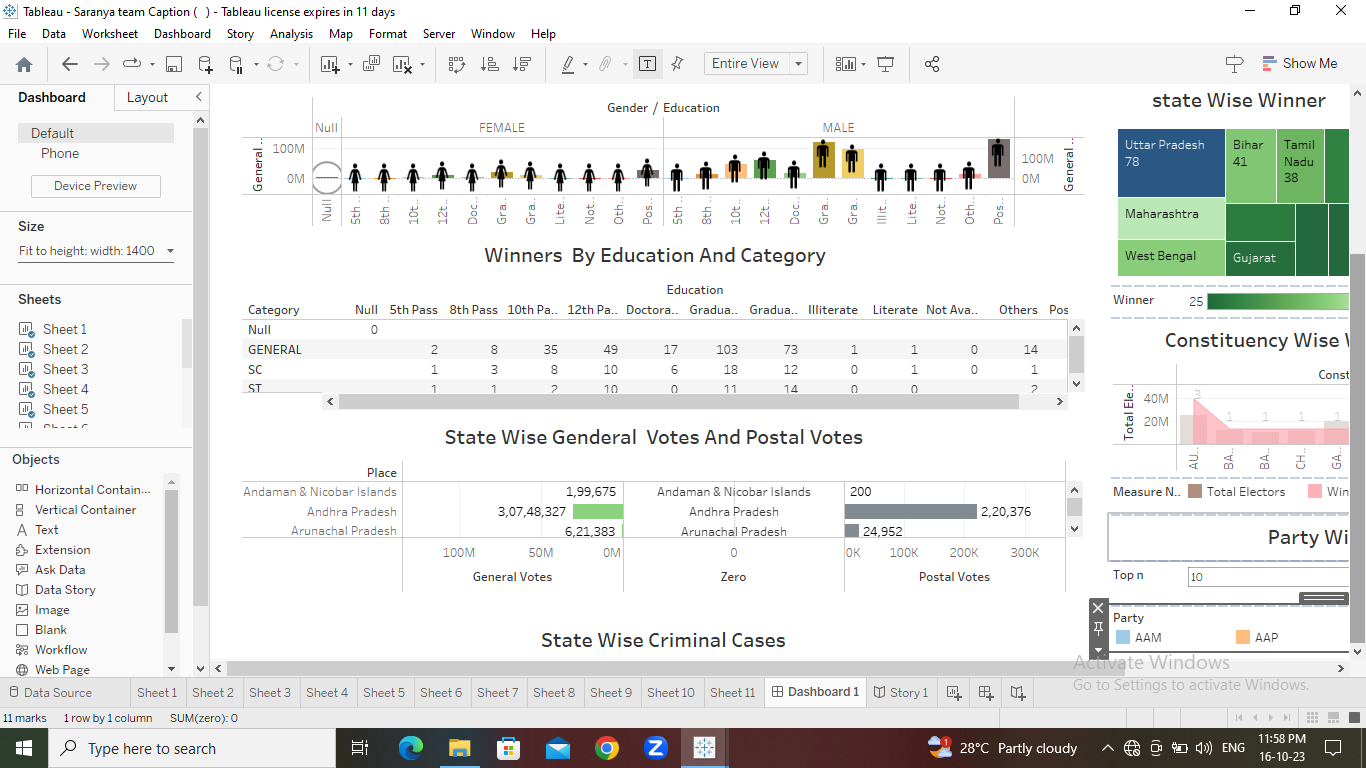 Tableau - Saranya team Caption ( ) - Tableau license expires in 11 days
File Data Worksheet Dashboard Story Analysis Map Format Server Window Help
Entire View
Show Me
Dashboard Layout
Default
Phone
Device Preview
Size
Fit to height: width: 1400
Sheets
Sheet 1
Sheet 2
Sheet 3
Sheet 4
Sheet 5
Objects
Horizontal Contain...
Vertical Container
Text
Extension
Ask Data
Data Story
Image
Blank
Workflow
Web Page
Gender / Education
Null FEMALE MALE
General ..
100M
0M
100M
0M
General ..
Null 5th .. 8th .. 10t.. 12t.. Doc.. Gra.. Gra.. Lite.. Not.. Oth.. Pos.. 5th .. 8th .. 10t.. 12t.. Doc.. Gra.. Gra.. Illit.. Lite.. Not.. Oth.. Pos..
Winners By Education And Category
Education
Category Null 5th Pass 8th Pass 10th Pa.. 12th Pa.. Doctora.. Gradua.. Gradua.. Illiterate Literate Not Ava.. Others Pos
Null 0
GENERAL 2 8 35 49 17 103 73 1 1 0 14
SC 1 3 8 10 6 18 12 0 1 0 1
ST 1 1 2 10 0 11 14 0 0 2
State Wise Genderal Votes And Postal Votes
Place
Andaman & Nicobar Islands 1,99,675 Andaman & Nicobar Islands 200
Andhra Pradesh 3,07,48,327 Andhra Pradesh 2,20,376
Arunachal Pradesh 6,21,383 Arunachal Pradesh 24,952
100M 50M 0M 0 0K 100K 200K 300K
General Votes Zero Postal Votes
State Wise Criminal Cases
state Wise Winner
Uttar Pradesh
78
Bihar
41
Tamil
Nadu
38
Maharashtra
West Bengal
Gujarat
Winner 25
Constituency Wise
Const
Total Ele..
40M
20M
3 1 1 1 1
AU.. BA.. BA.. CH.. GA..
Measure N.. Total Electors Win
Party Wi
Top n 10
Party
AAM AAP
Activate Windows
Go to Settings to activate Windows.
Data Source Sheet 1 Sheet 2 Sheet 3 Sheet 4 Sheet 5 Sheet 6 Sheet 7 Sheet 8 Sheet 9 Sheet 10 Sheet 11 Dashboard 1 Story 1
11 marks 1 row by 1 column SUM(zero): 0
Type here to search
1
28°C Partly cloudy
ENG
11:58 PM
16-10-23